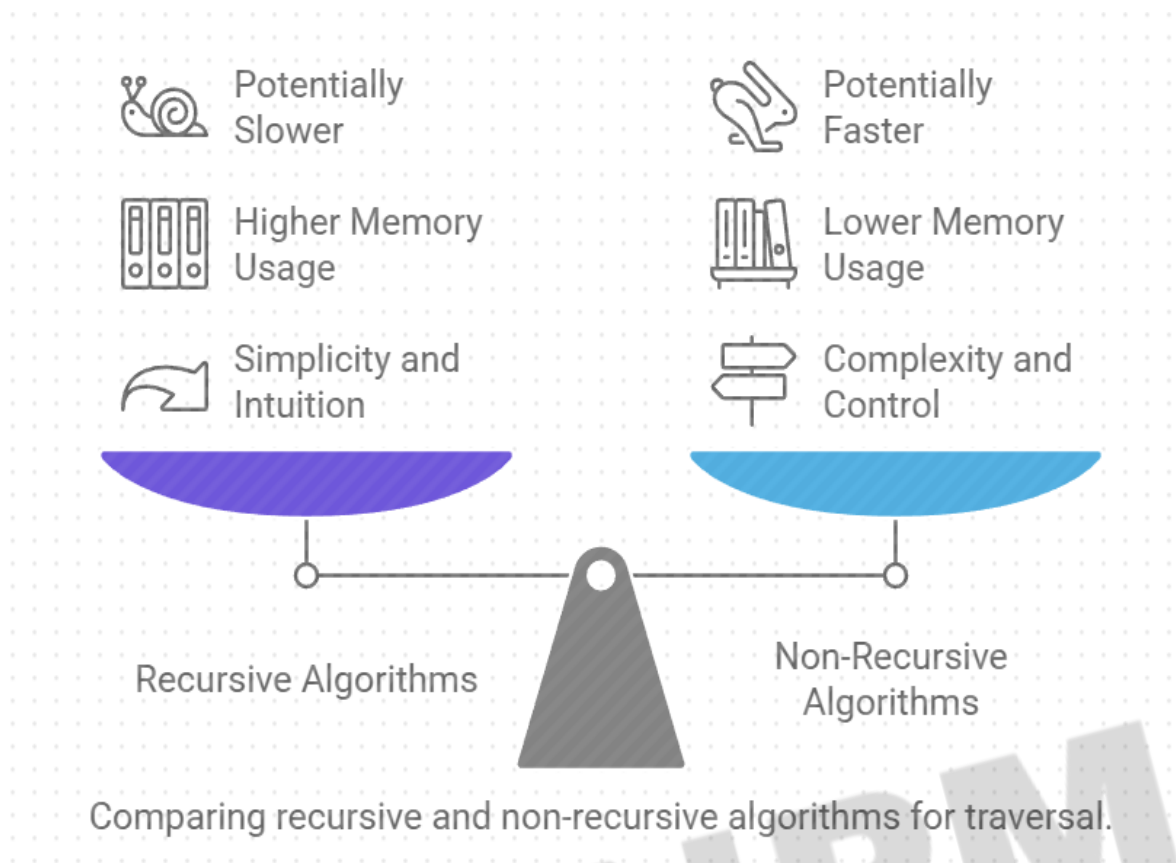 Potentially
Slower
Potentially
Faster
Higher Memory
Usage
Lower Memory
Usage
Simplicity and
Intuition
Complexity and
Control
Recursive Algorithms
Non-Recursive
Algorithms
Comparing recursive and non-recursive algorithms for traversal.